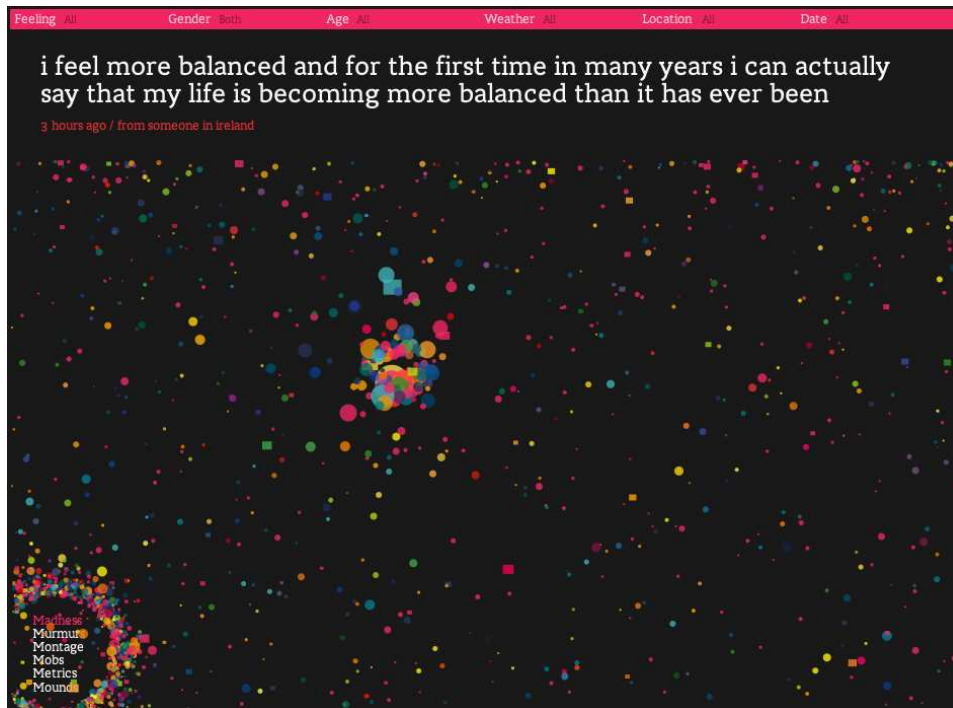 Feeling All Gender Both Age All Weather All Location All Date All
i feel more balanced and for the first time in many years i can actually
say that my life is becoming more balanced than it has ever been
3 hours ago / from someone in ireland
Madness
Murmurs
Montage
Mobs
Metrics
Mounds